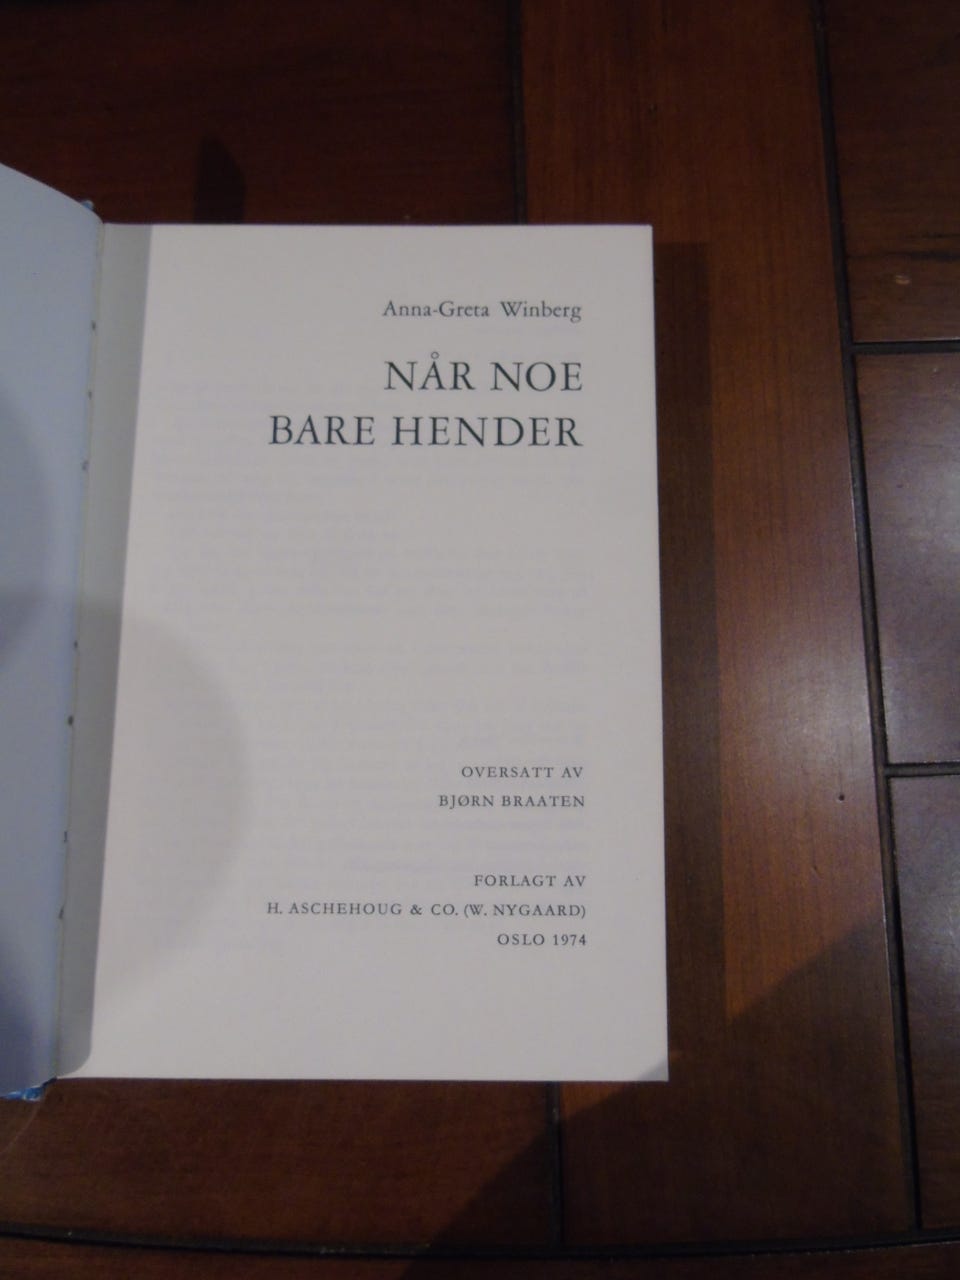 Anna-Greta Winberg
NÅR NOE
BARE HENDER
OVERSATT AV
BJØRN BRAATEN
FORLAGT AV
H. ASCHEHOUG & CO. (W. NYGAARD)
OSLO 1974